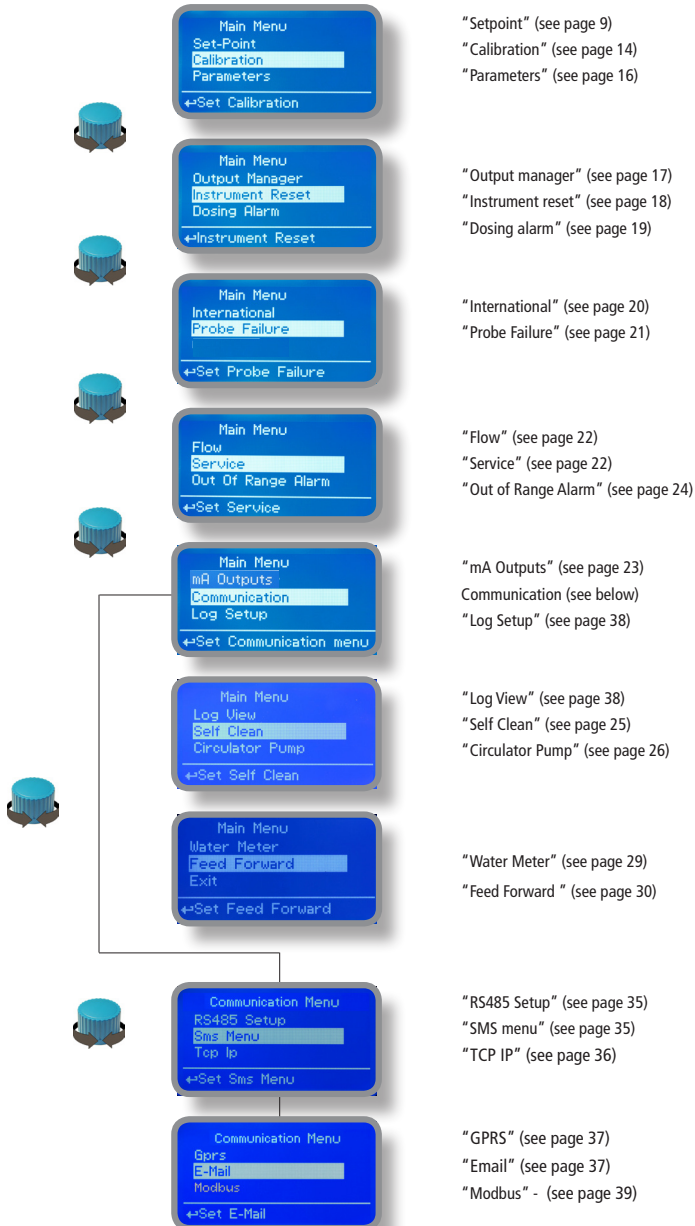 Main Menu
Set-Point
Calibration
Parameters
↵Set Calibration
"Setpoint" (see page 9)
"Calibration" (see page 14)
"Parameters" (see page 16)
Main Menu
Output Manager
Instrument Reset
Dosing Alarm
↵Instrument Reset
"Output manager" (see page 17)
"Instrument reset" (see page 18)
"Dosing alarm" (see page 19)
Main Menu
International
Probe Failure
↵Set Probe Failure
"International" (see page 20)
"Probe Failure" (see page 21)
Main Menu
Flow
Service
Out Of Range Alarm
↵Set Service
"Flow" (see page 22)
"Service" (see page 22)
"Out of Range Alarm" (see page 24)
Main Menu
mA Outputs
Communication
Log Setup
↵Set Communication menu
"mA Outputs" (see page 23)
Communication (see below)
"Log Setup" (see page 38)
Main Menu
Log View
Self Clean
Circulator Pump
↵Set Self Clean
"Log View" (see page 38)
"Self Clean" (see page 25)
"Circulator Pump" (see page 26)
Main Menu
Water Meter
Feed Forward
Exit
↵Set Feed Forward
"Water Meter" (see page 29)
"Feed Forward " (see page 30)
Communication Menu
RS485 Setup
Sms Menu
Tcp Ip
↵Set Sms Menu
"RS485 Setup" (see page 35)
"SMS menu" (see page 35)
"TCP IP" (see page 36)
Communication Menu
Gprs
E-Mail
Modbus
↵Set E-Mail
"GPRS" (see page 37)
"Email" (see page 37)
"Modbus" - (see page 39)